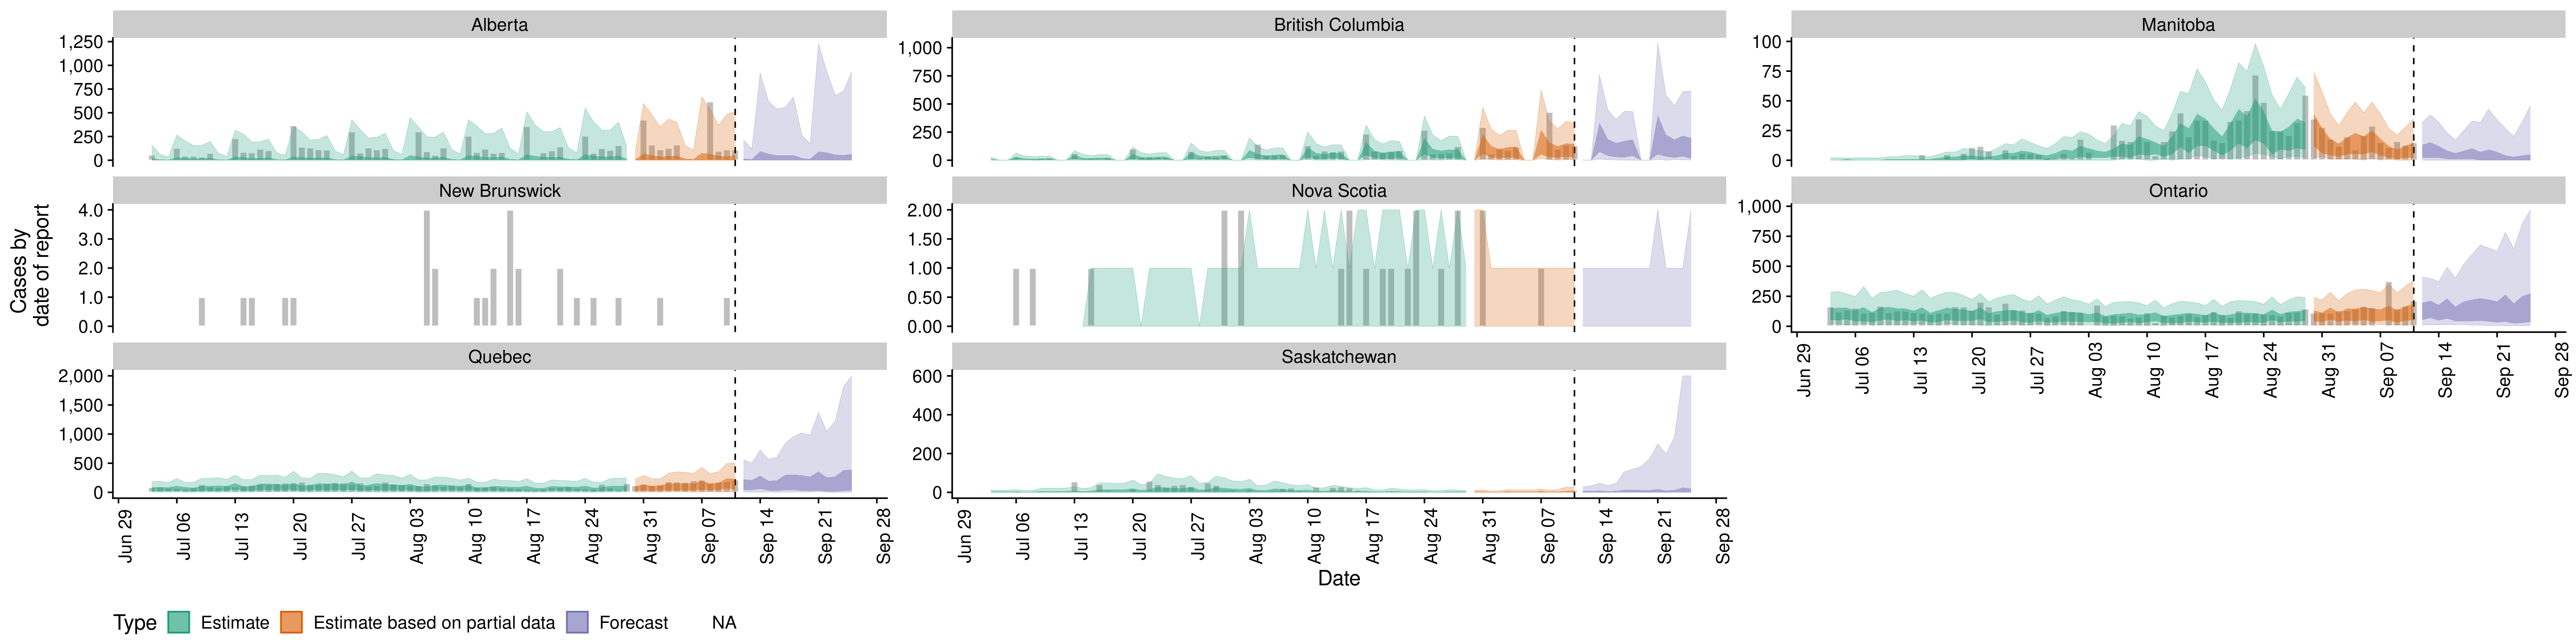 Alberta
British Columbia
Manitoba
1,250
1,000
750
500
250
0
1,000
750
500
250
0
100
75
50
25
0
New Brunswick
Nova Scotia
Ontario
4.0
3.0
2.0
1.0
0.0
2.00
1.50
1.00
0.50
0.00
1,000
750
500
250
0
Jun 29
Jul 06
Jul 13
Jul 20
Jul 27
Aug 03
Aug 10
Aug 17
Aug 24
Aug 31
Sep 07
Sep 14
Sep 21
Sep 28
Cases by
date of report
Quebec
Saskatchewan
2,000
1,500
1,000
500
0
600
400
200
0
Jun 29
Jul 06
Jul 13
Jul 20
Jul 27
Aug 03
Aug 10
Aug 17
Aug 24
Aug 31
Sep 07
Sep 14
Sep 21
Sep 28
Jun 29
Jul 06
Jul 13
Jul 20
Jul 27
Aug 03
Aug 10
Aug 17
Aug 24
Aug 31
Sep 07
Sep 14
Sep 21
Sep 28
Date
Type Estimate Estimate based on partial data Forecast NA